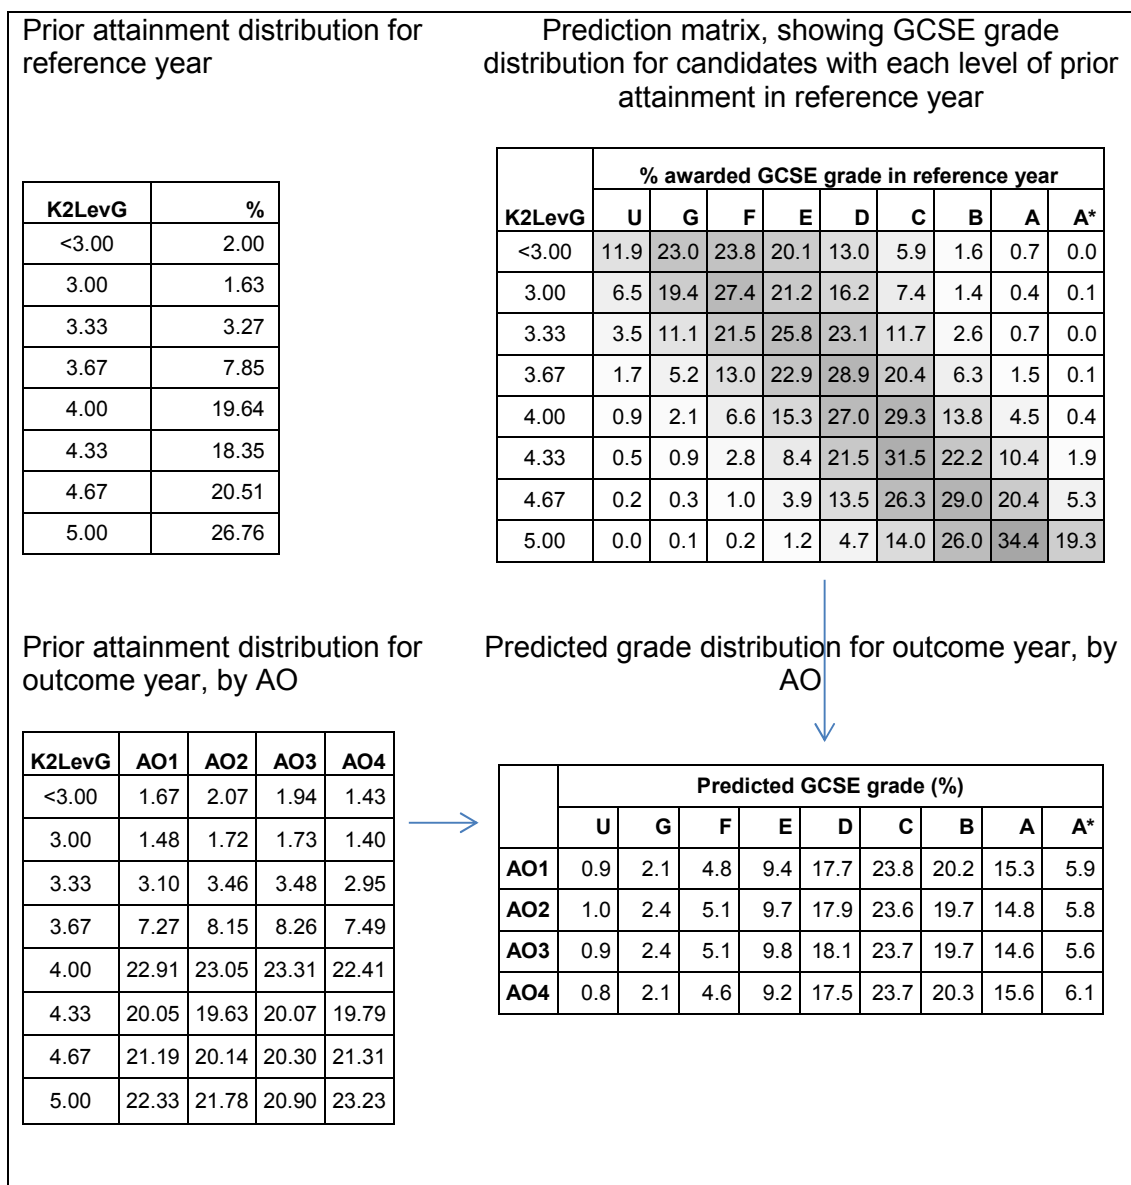 Prior attainment distribution for
reference year
K2LevG %
<3.00 2.00
3.00 1.63
3.33 3.27
3.67 7.85
4.00 19.64
4.33 18.35
4.67 20.51
5.00 26.76
Prediction matrix, showing GCSE grade
distribution for candidates with each level of prior
attainment in reference year
% awarded GCSE grade in reference year
K2LevG U G F E D C B A A*
<3.00 11.9 23.0 23.8 20.1 13.0 5.9 1.6 0.7 0.0
3.00 6.5 19.4 27.4 21.2 16.2 7.4 1.4 0.4 0.1
3.33 3.5 11.1 21.5 25.8 23.1 11.7 2.6 0.7 0.0
3.67 1.7 5.2 13.0 22.9 28.9 20.4 6.3 1.5 0.1
4.00 0.9 2.1 6.6 15.3 27.0 29.3 13.8 4.5 0.4
4.33 0.5 0.9 2.8 8.4 21.5 31.5 22.2 10.4 1.9
4.67 0.2 0.3 1.0 3.9 13.5 26.3 29.0 20.4 5.3
5.00 0.0 0.1 0.2 1.2 4.7 14.0 26.0 34.4 19.3
Prior attainment distribution for
outcome year, by AO
K2LevG AO1 AO2 AO3 AO4
<3.00 1.67 2.07 1.94 1.43
3.00 1.48 1.72 1.73 1.40
3.33 3.10 3.46 3.48 2.95
3.67 7.27 8.15 8.26 7.49
4.00 22.91 23.05 23.31 22.41
4.33 20.05 19.63 20.07 19.79
4.67 21.19 20.14 20.30 21.31
5.00 22.33 21.78 20.90 23.23
Predicted grade distribution for outcome year, by
AO
Predicted GCSE grade (%)
U G F E D C B A A*
AO1 0.9 2.1 4.8 9.4 17.7 23.8 20.2 15.3 5.9
AO2 1.0 2.4 5.1 9.7 17.9 23.6 19.7 14.8 5.8
AO3 0.9 2.4 5.1 9.8 18.1 23.7 19.7 14.6 5.6
AO4 0.8 2.1 4.6 9.2 17.5 23.7 20.3 15.6 6.1